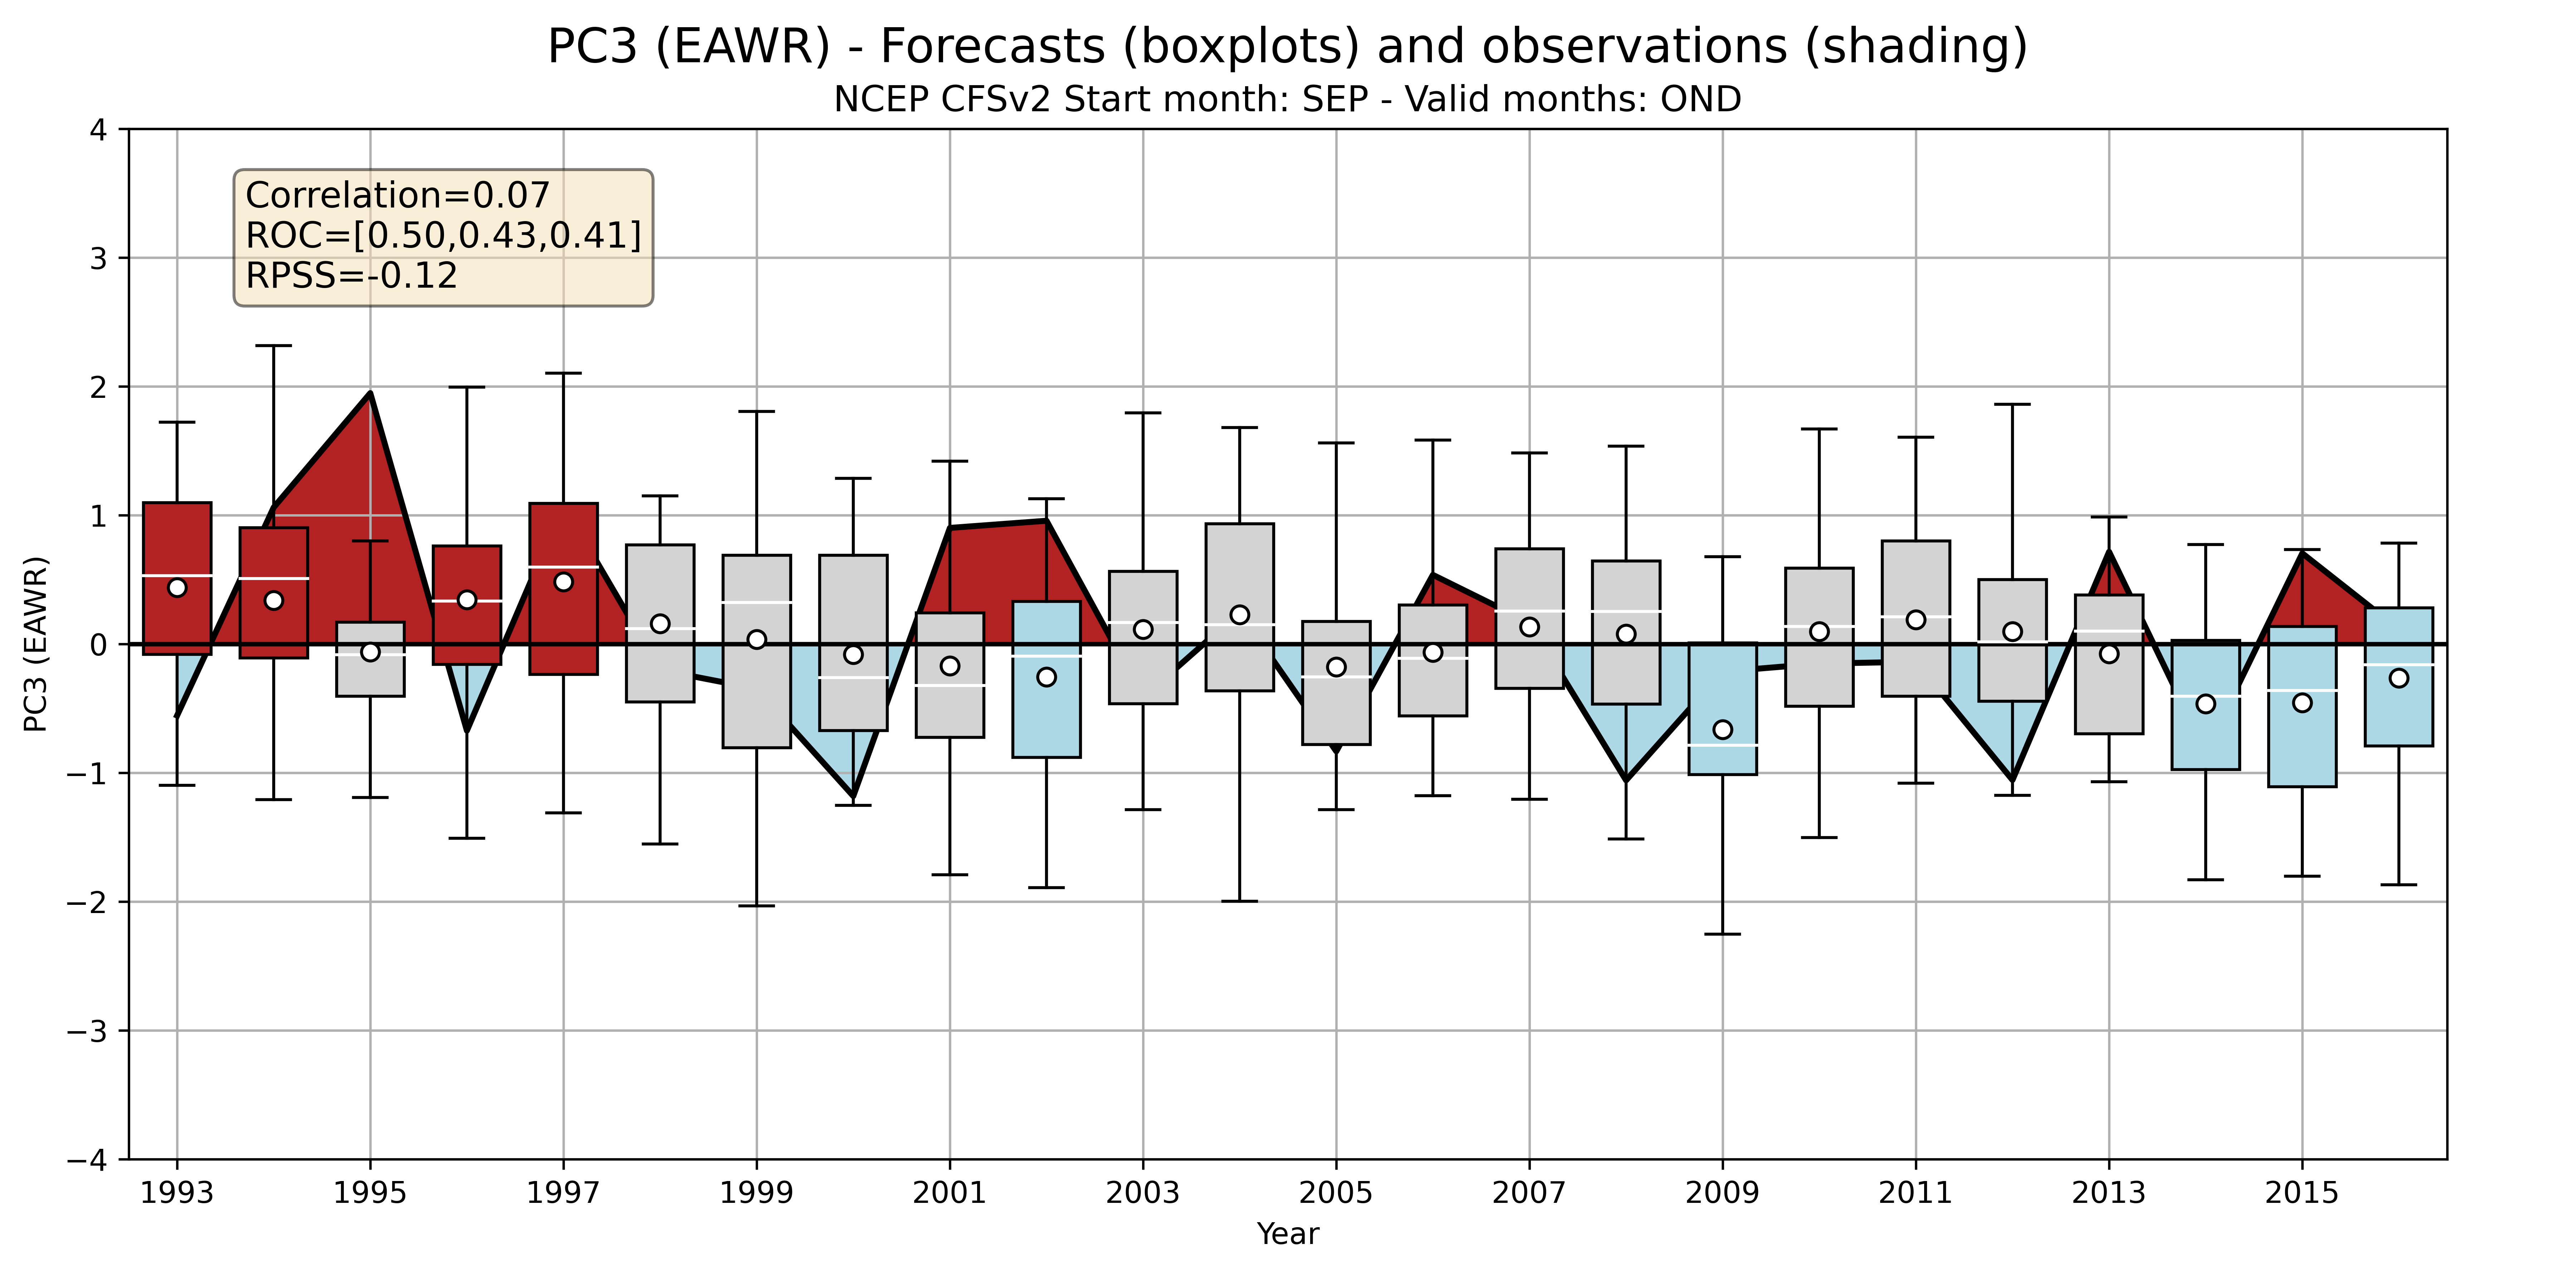 PC3 (EAWR) - Forecasts (boxplots) and observations (shading)
NCEP CFSv2 Start month: SEP - Valid months: OND
Correlation=0.07
ROC=[0.50,0.43,0.41]
RPSS=-0.12
PC3 (EAWR)
4
3
2
1
0
−1
−2
−3
−4
1993 1995 1997 1999 2001 2003 2005 2007 2009 2011 2013 2015
Year